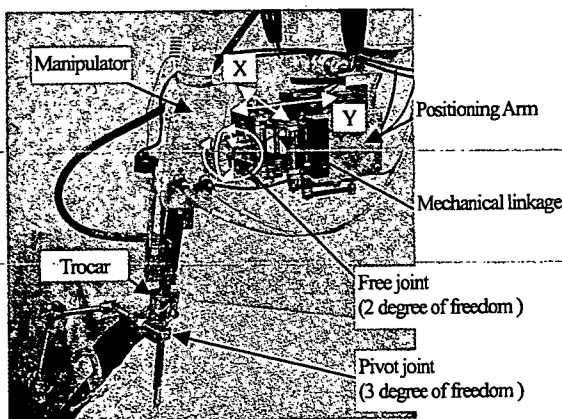 Manipulator
X
Y
Positioning Arm
Mechanical linkage
Trocar
Free joint
(2 degree of freedom )
Pivot joint
(3 degree of freedom )